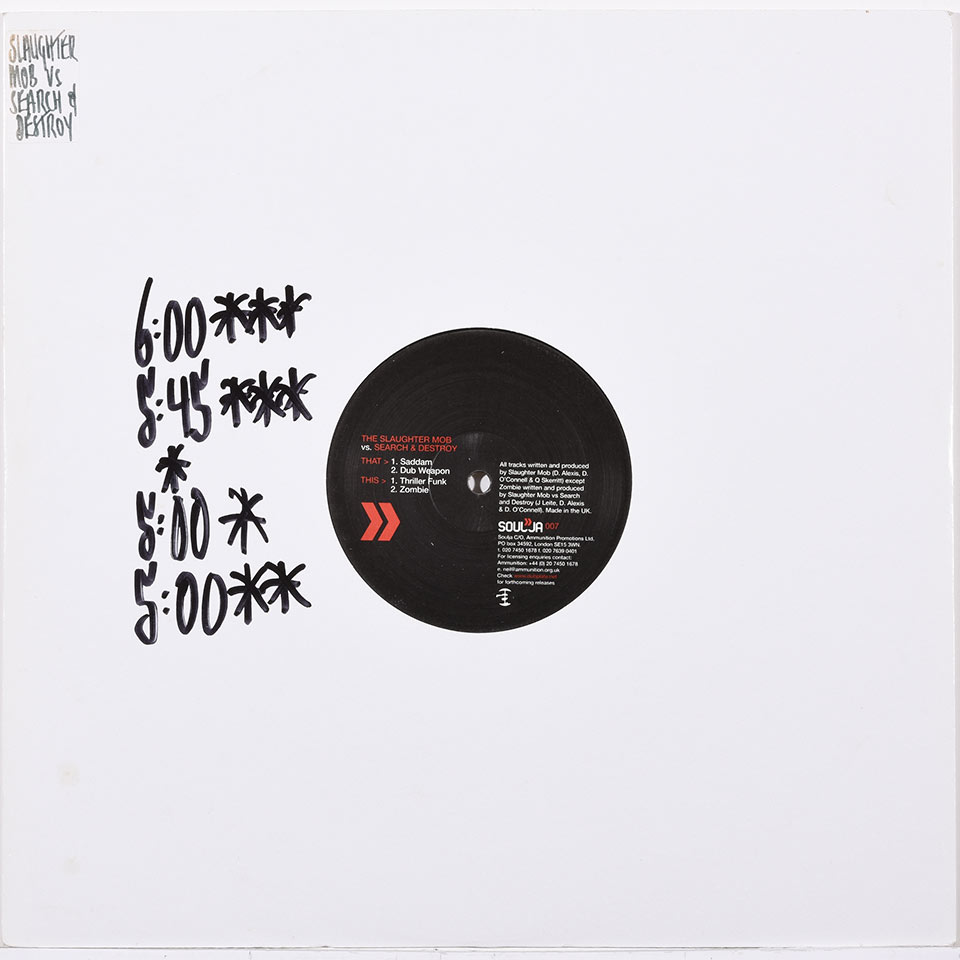 SLAUGHTER
MOB VS
SEARCH &
DESTROY
6:00 ***
5:45 ***
*
5:00 *
5:00 **
THE SLAUGHTER MOB
vs. SEARCH & DESTROY
THAT > 1. Saddam
2. Dub Weapon
THIS > 1. Thriller Funk
2. Zombie
All tracks written and produced
by Slaughter Mob (D. Alexis, D.
O'Connell & Q Skerritt) except
Zombie written and produced
by Slaughter Mob vs Search
and Destroy (J Leite, D. Alexis
& D. O'Connell). Made in the UK.
SOULJA 007
Soulja C/O, Ammunition Promotions Ltd.
PO box 34592, London SE15 3WN.
t. 020 7450 1678 f. 020 7639 0401
For licensing enquiries contact:
Ammunition: +44 (0) 20 7450 1678
e. neil@ammunition.org.uk
Check
for forthcoming releases